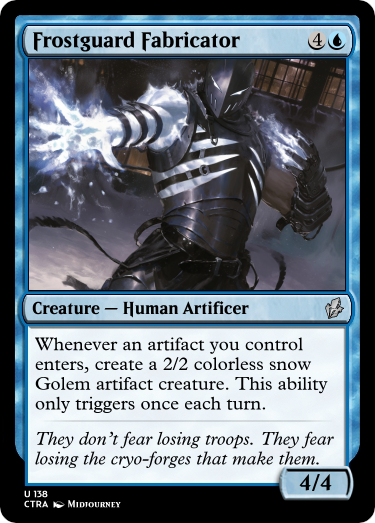 Frostguard Fabricator 4
Creature — Human Artificer
Whenever an artifact you control
enters, create a 2/2 colorless snow
Golem artifact creature. This ability
only triggers once each turn.
They don't fear losing troops. They fear
losing the cryo-forges that make them.
4/4
U 138
CTRA Midjourney